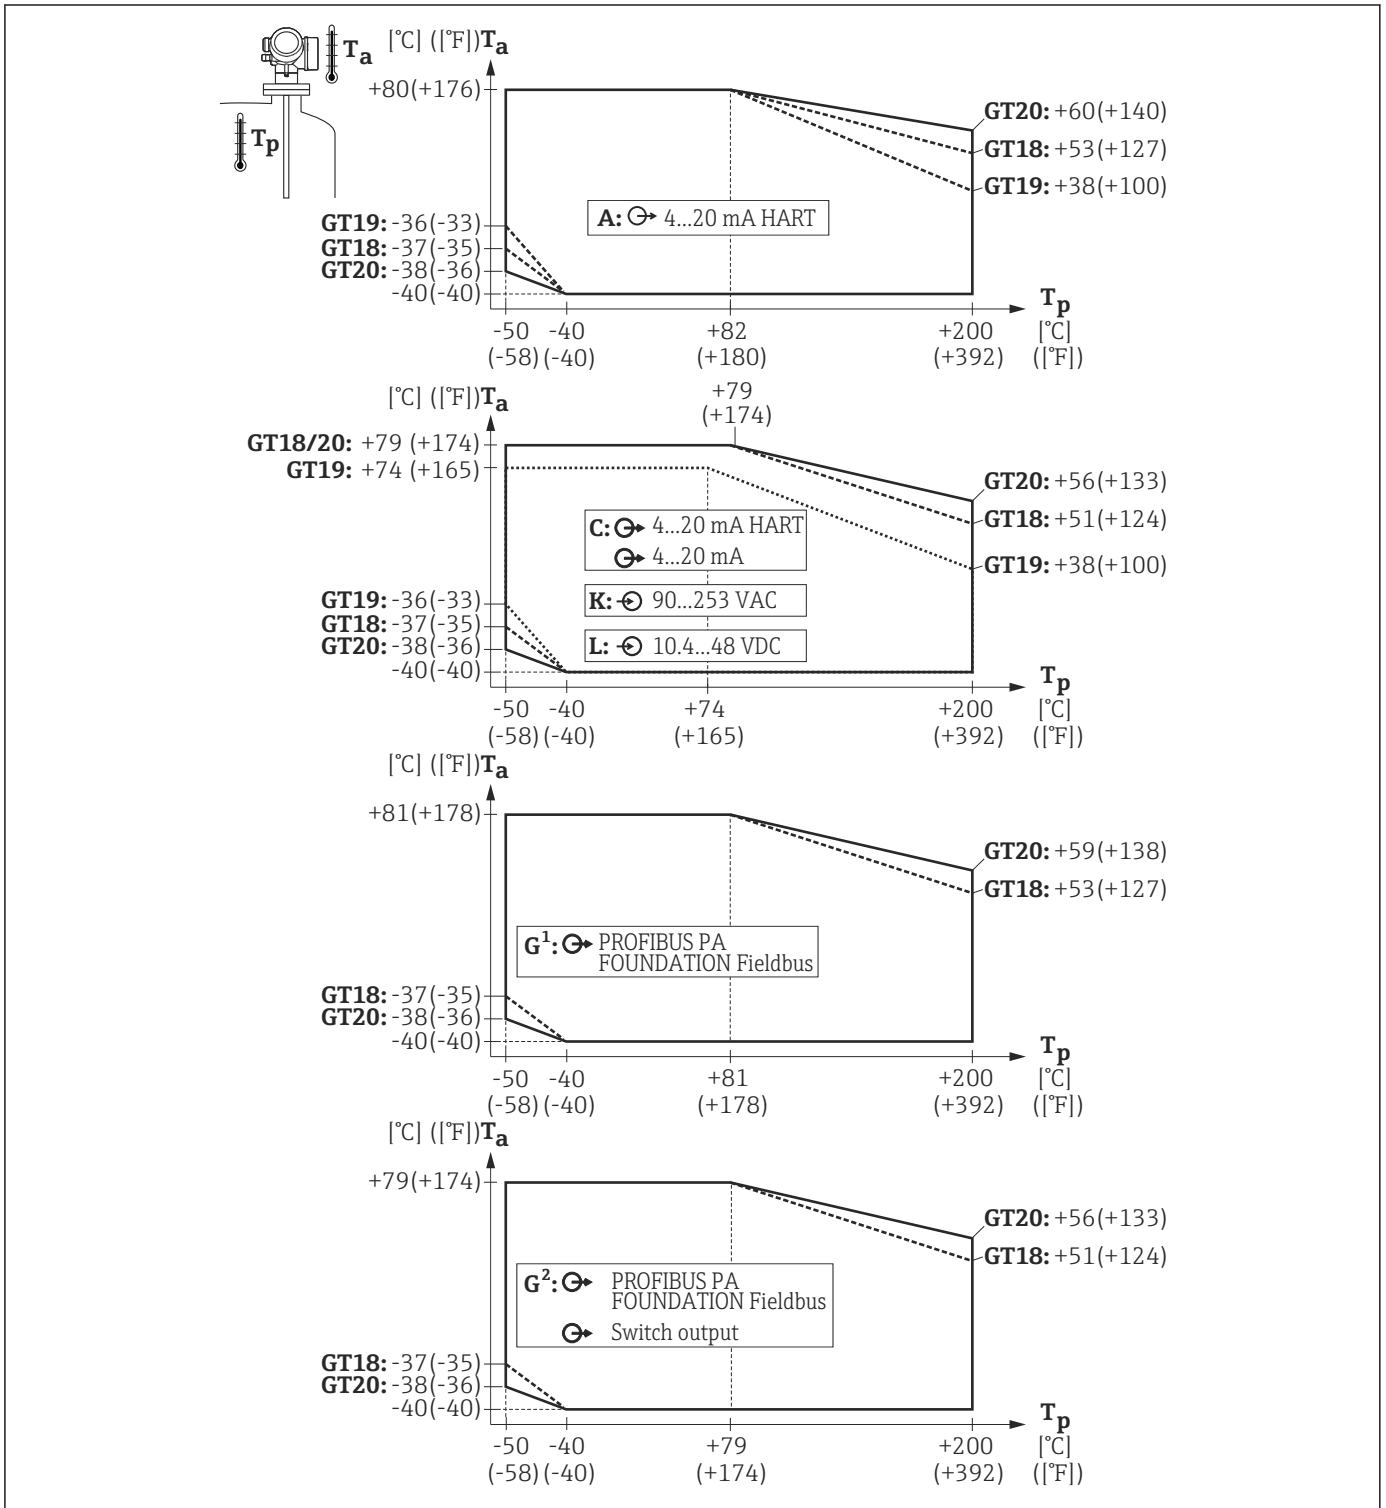 [°C] ([°F])Ta
Ta
Tp
+80(+176)
GT20: +60(+140)
GT18: +53(+127)
GT19: +38(+100)
A: 4...20 mA HART
GT19: -36(-33)
GT18: -37(-35)
GT20: -38(-36)
-40(-40)
Tp
-50 -40 +82 +200 [°C]
(-58) (-40) (+180) (+392) ([°F])
[°C] ([°F])Ta
+79
(+174)
GT18/20: +79 (+174)
GT19: +74 (+165)
GT20: +56(+133)
GT18: +51(+124)
GT19: +38(+100)
C: 4...20 mA HART
4...20 mA
K: 90...253 VAC
L: 10.4...48 VDC
GT19: -36(-33)
GT18: -37(-35)
GT20: -38(-36)
-40(-40)
Tp
-50 -40 +74 +200 [°C]
(-58) (-40) (+165) (+392) ([°F])
[°C] ([°F])Ta
+81(+178)
GT20: +59(+138)
GT18: +53(+127)
G1: PROFIBUS PA
FOUNDATION Fieldbus
GT18: -37(-35)
GT20: -38(-36)
-40(-40)
Tp
-50 -40 +81 +200 [°C]
(-58) (-40) (+178) (+392) ([°F])
[°C] ([°F])Ta
+79(+174)
GT20: +56(+133)
GT18: +51(+124)
G2: PROFIBUS PA
FOUNDATION Fieldbus
Switch output
GT18: -37(-35)
GT20: -38(-36)
-40(-40)
Tp
-50 -40 +79 +200 [°C]
(-58) (-40) (+174) (+392) ([°F])